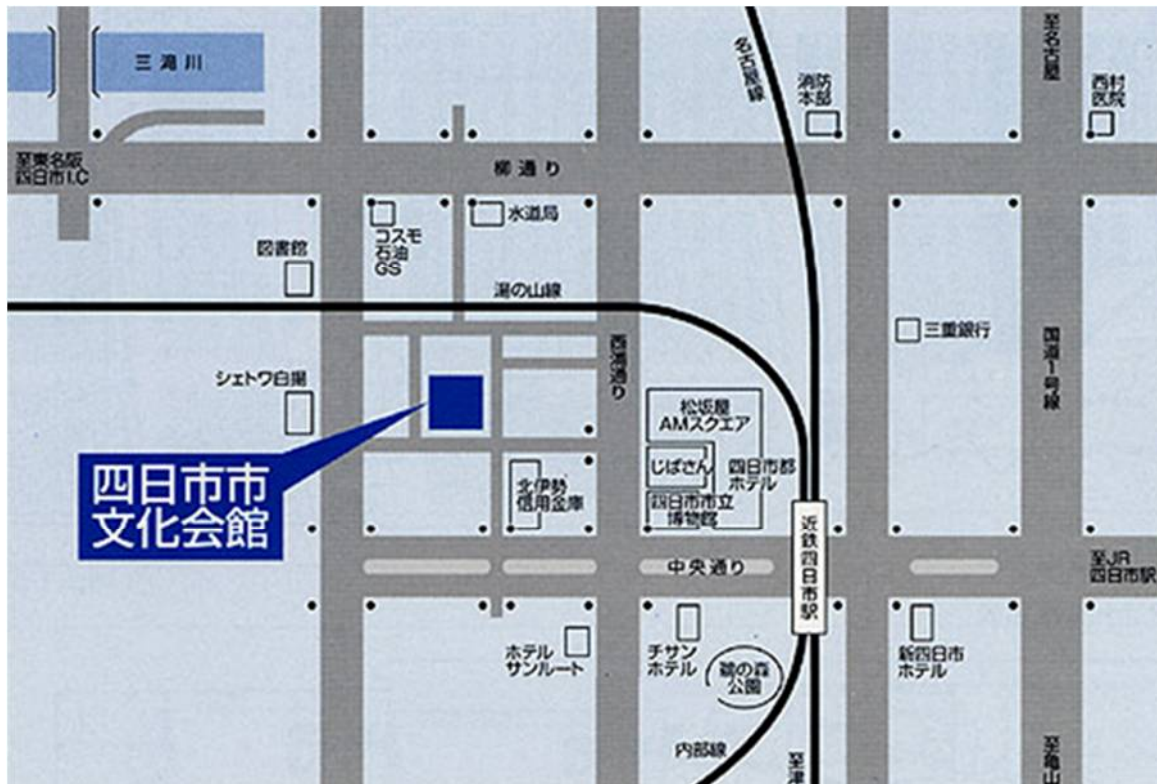 三滝川
名古屋線
消防
本部
至名古屋
西村
医院
至東名阪
四日市I.C
柳通り
コスモ
石油
GS
水道局
図書館
湯の山線
西浦通り
三重銀行
国道1号線
シェトワ白揚
松坂屋
AMスクエア
じばさん
四日市都
ホテル
四日市市立
博物館
四日市市
文化会館
北伊勢
信用金庫
近鉄四日市駅
中央通り
至JR
四日市駅
ホテル
サンルート
チサン
ホテル
鵜の森
公園
新四日市
ホテル
内部線
至津
至亀山